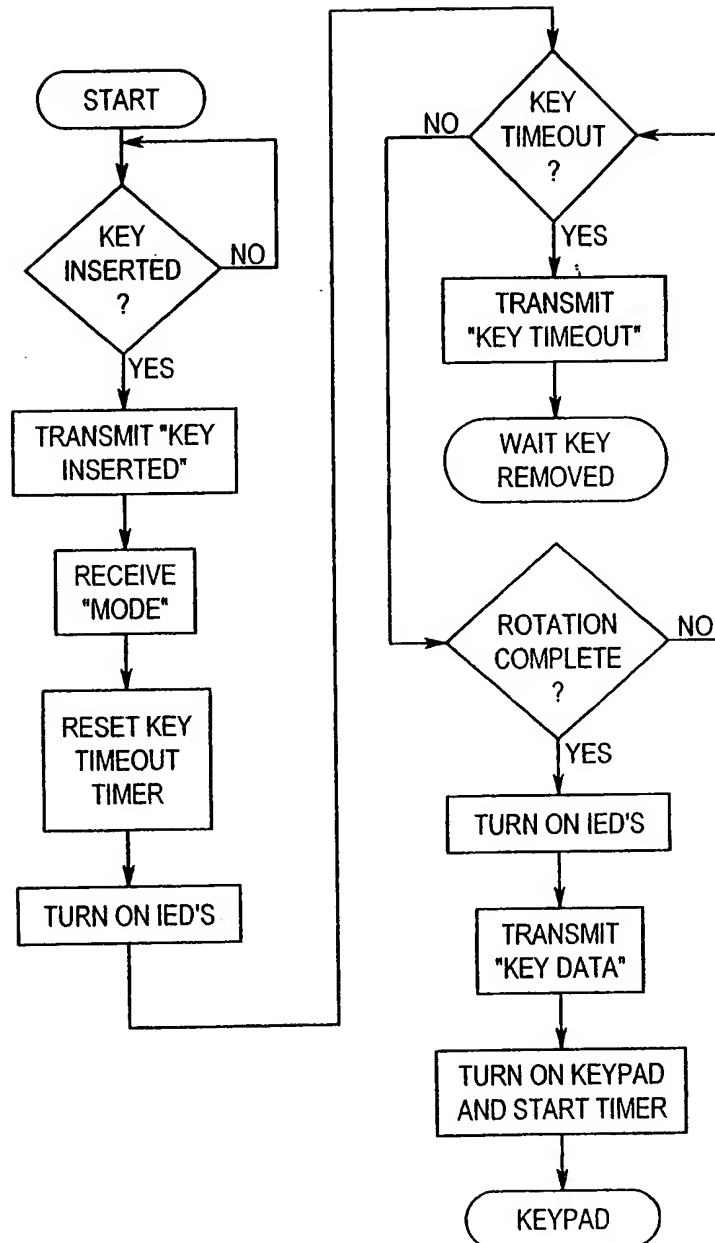 START
KEY
INSERTED
?
NO
YES
TRANSMIT "KEY
INSERTED"
RECEIVE
"MODE"
RESET KEY
TIMEOUT
TIMER
TURN ON IED'S
KEY
TIMEOUT
?
NO
YES
TRANSMIT
"KEY TIMEOUT"
WAIT KEY
REMOVED
ROTATION
COMPLETE
?
NO
YES
TURN ON IED'S
TRANSMIT
"KEY DATA"
TURN ON KEYPAD
AND START TIMER
KEYPAD